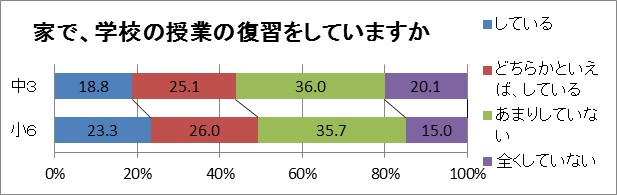 家で、学校の授業の復習をしていますか
中3 18.8 25.1 36.0 20.1
小6 23.3 26.0 35.7 15.0
0% 20% 40% 60% 80% 100%
している
どちらかといえ
ば、している
あまりしていな
い
全くしていない